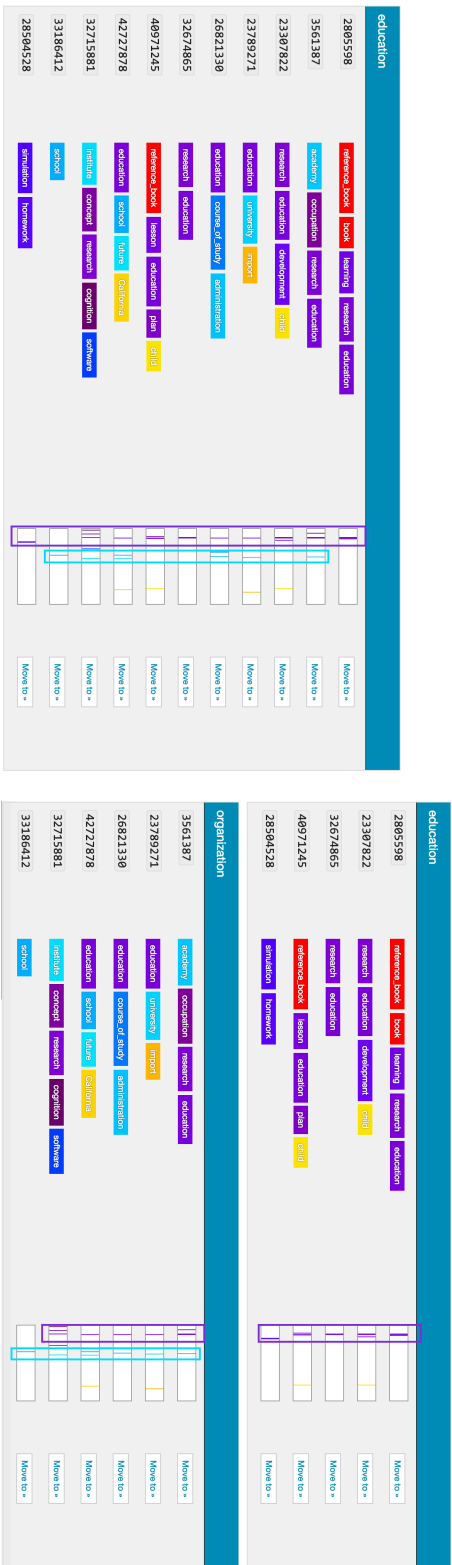 education
2805598 reference_book book learning research education Move to »
3561387 academy occupation research education Move to »
23307822 research education development child Move to »
23789271 education university import Move to »
26821330 education course_of_study administration Move to »
32674865 research education Move to »
40971245 reference_book lesson education plan child Move to »
42727878 education school future California Move to »
32715881 institute concept research cognition software Move to »
33186412 school Move to »
28504528 simulation homework Move to »
education
2805598 reference_book book learning research education Move to »
23307822 research education development child Move to »
32674865 research education Move to »
40971245 reference_book lesson education plan child Move to »
28504528 simulation homework Move to »
organization
3561387 academy occupation research education Move to »
23789271 education university import Move to »
26821330 education course_of_study administration Move to »
42727878 education school future California Move to »
32715881 institute concept research cognition software Move to »
33186412 school Move to »